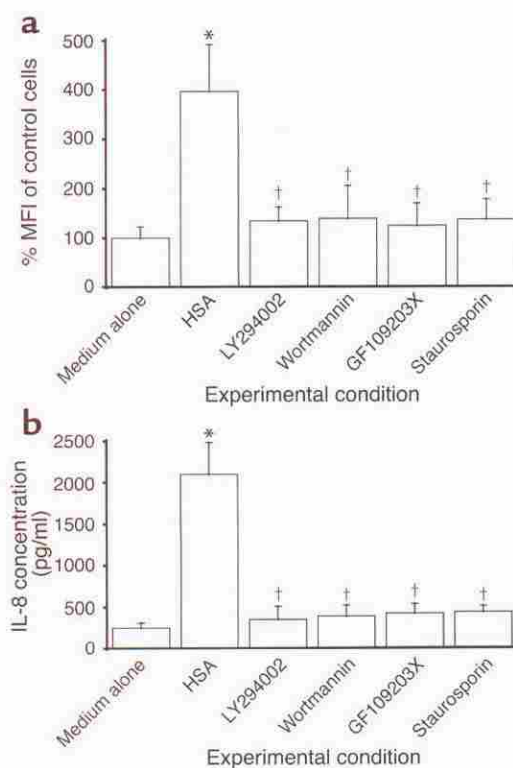 a
500
400
300
200
100
0
% MFI of control cells
*
†
†
†
†
Medium alone
HSA
LY294002
Wortmannin
GF109203X
Staurosporin
Experimental condition
b
2500
2000
1500
1000
500
0
IL-8 concentration
(pg/ml)
*
†
†
†
†
Medium alone
HSA
LY294002
Wortmannin
GF109203X
Staurosporin
Experimental condition